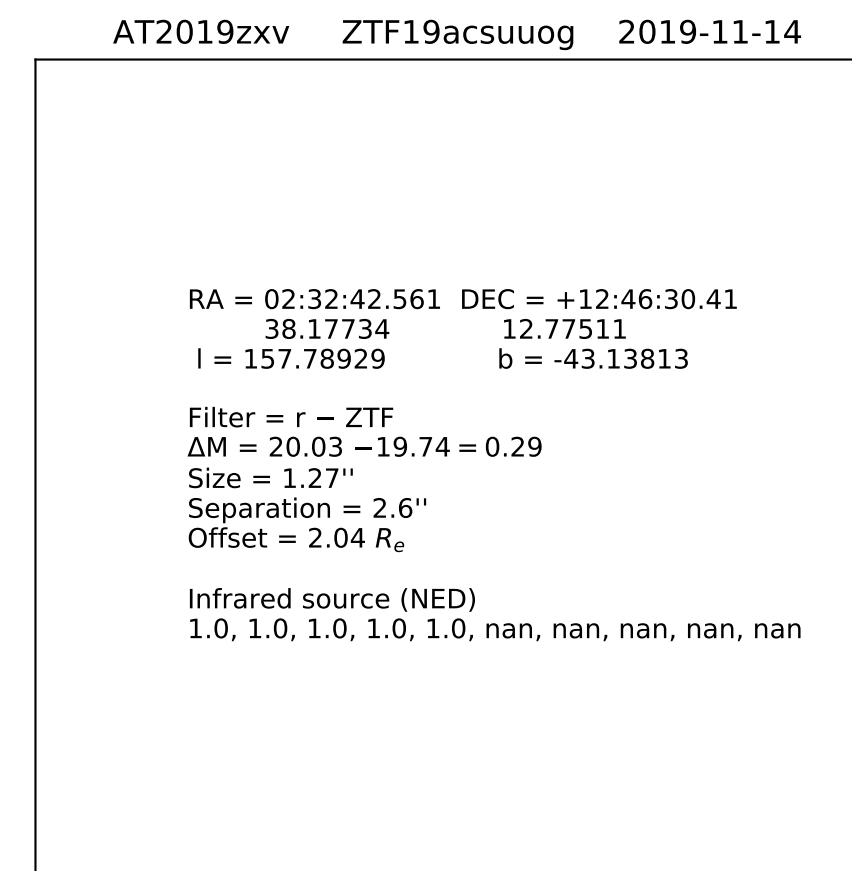 AT2019zxv ZTF19acsuuog 2019-11-14
RA = 02:32:42.561 DEC = +12:46:30.41
38.17734 12.77511
l = 157.78929 b = -43.13813
Filter = r − ZTF
ΔM = 20.03 −19.74 = 0.29
Size = 1.27''
Separation = 2.6''
Offset = 2.04 Rₑ
Infrared source (NED)
1.0, 1.0, 1.0, 1.0, 1.0, nan, nan, nan, nan, nan